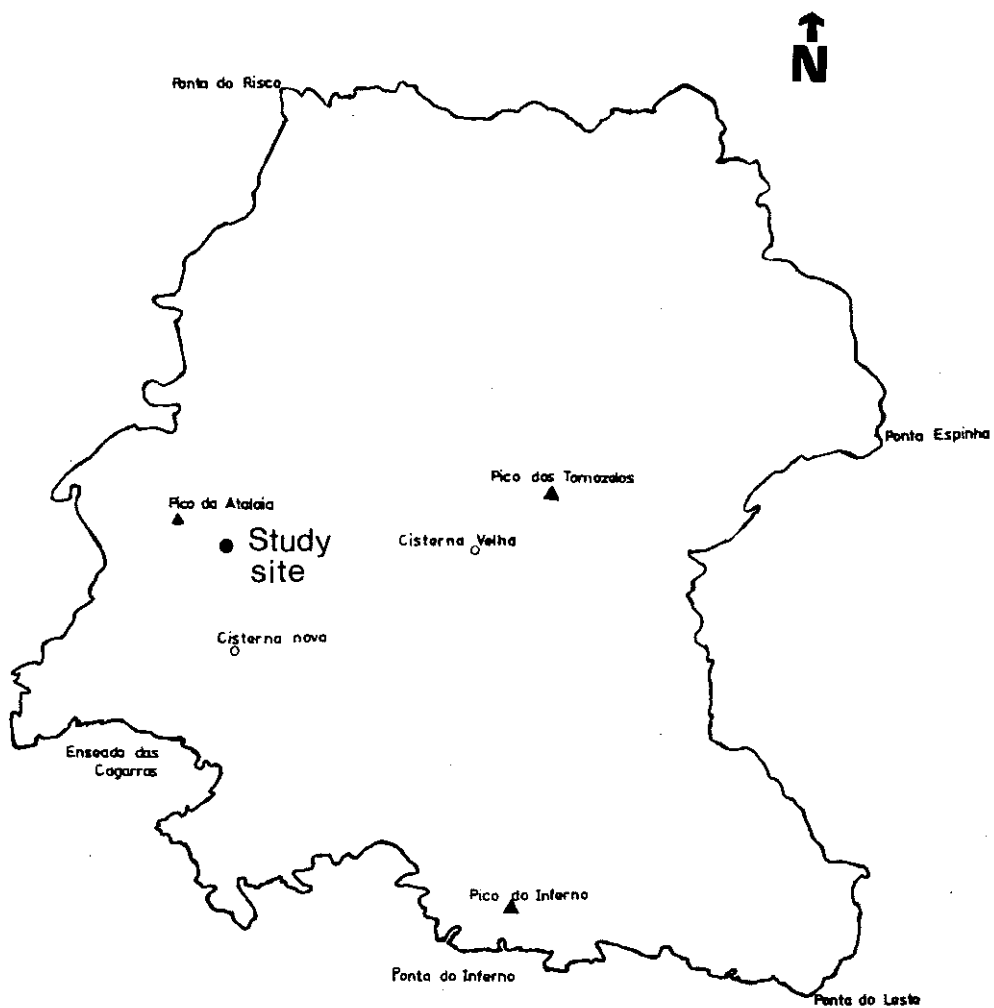 N
Ponta do Risco
Ponta Espinha
Pico dos Tornozelos
Pico da Atalaia
Study
site
Cisterna Velha
Cisterna nova
Enseada das
Cagarras
Pico do Inferno
Ponta do Inferno
Ponta do Leste